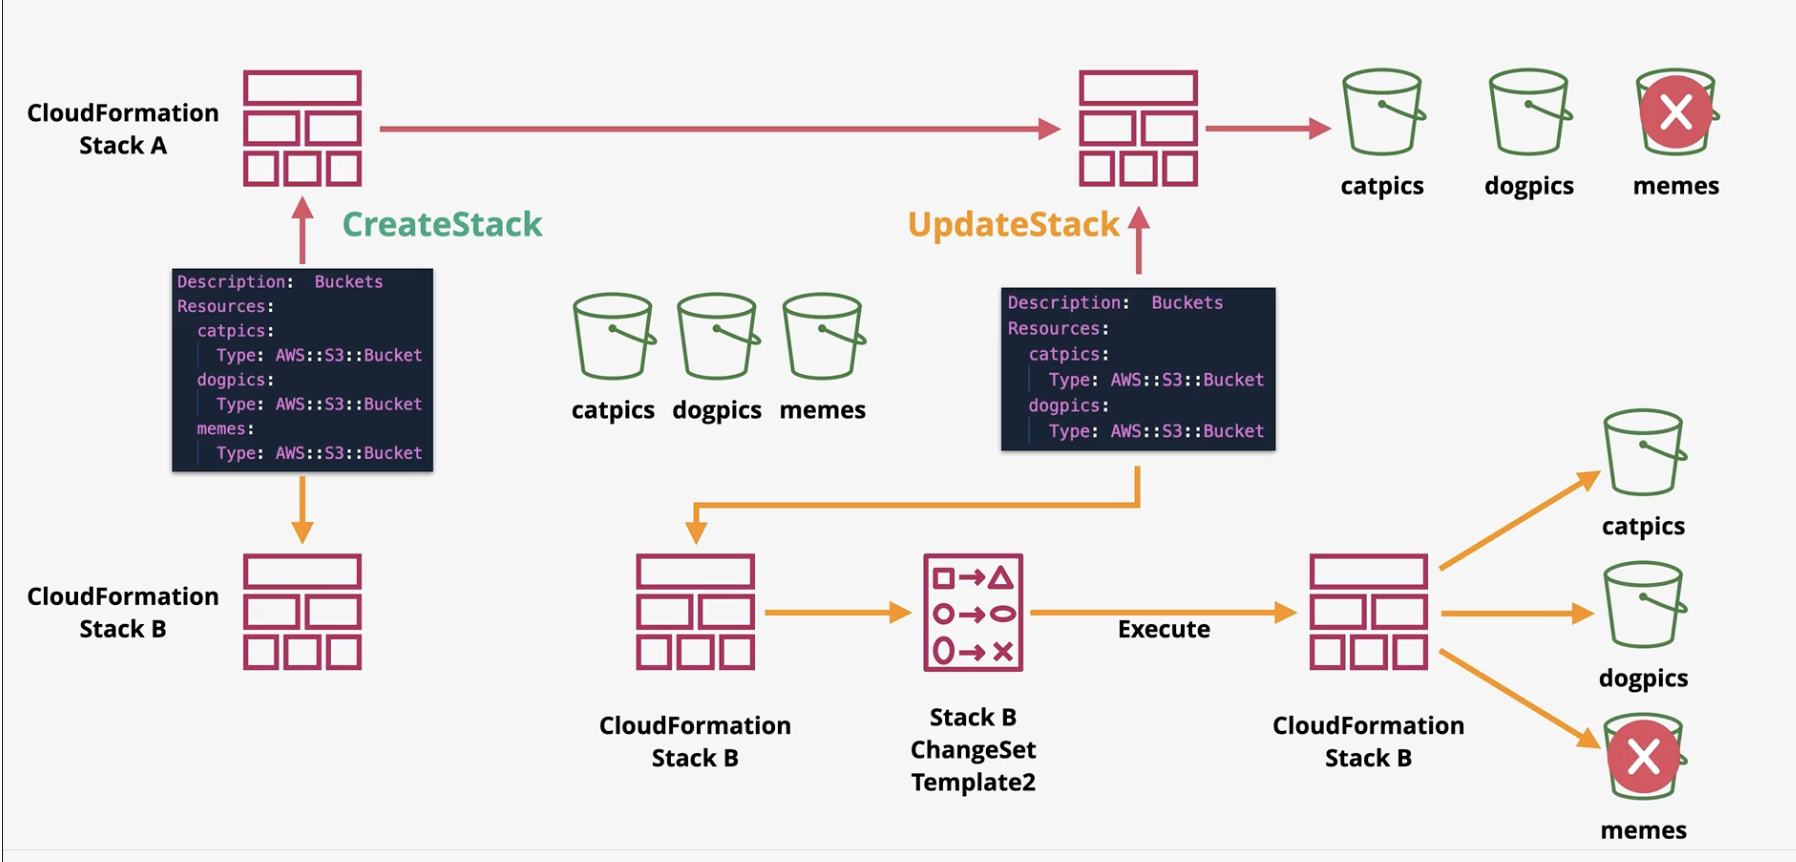 CloudFormation
Stack A
CreateStack
UpdateStack
catpics
dogpics
memes
Description:  Buckets
Resources:
  catpics:
    Type: AWS::S3::Bucket
  dogpics:
    Type: AWS::S3::Bucket
  memes:
    Type: AWS::S3::Bucket
catpics
dogpics
memes
Description:  Buckets
Resources:
  catpics:
    Type: AWS::S3::Bucket
  dogpics:
    Type: AWS::S3::Bucket
CloudFormation
Stack B
CloudFormation
Stack B
Stack B
ChangeSet
Template2
Execute
CloudFormation
Stack B
catpics
dogpics
memes